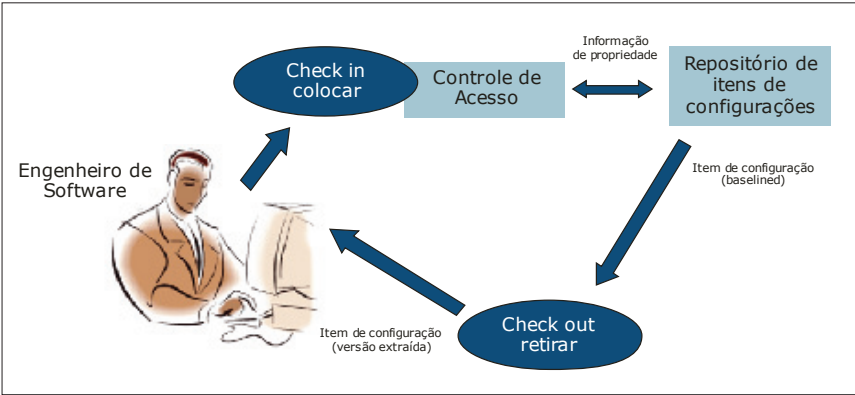 Check in
colocar
Controle de
Acesso
Informação
de propriedade
Repositório de
itens de
configurações
Engenheiro de
Software
Item de configuração
(baselined)
Item de configuração
(versão extraída)
Check out
retirar